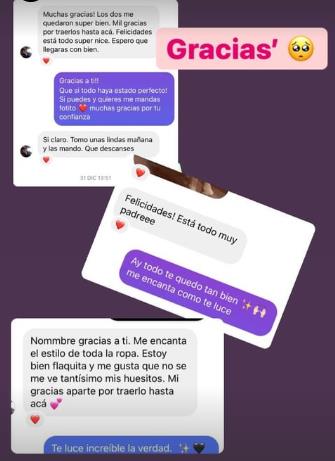 Muchas gracias! Los dos me
quedaron super bien. Mil gracias
por traerlos hasta acá. Felicidades
está todo super nice. Espero que
llegaras con bien.
Gracias’ 🥺
❤️
Gracias a ti!!
Que si todo haya estado perfecto!
Si puedes y quieres me mandas
fotito ❤️ muchas gracias por tu
confianza
Si claro. Tomo unas lindas mañana
y las mando. Que descanses
❤️
31 DIC 13:51
❤️
Felicidades! Está todo muy
padreee
❤️
Ay todo te quedo tan bien ✨🙌🏻
me encanta como te luce
Nommbre gracias a ti. Me encanta
el estilo de toda la ropa. Estoy
bien flaquita y me gusta que no se
me ve tantísimo mis huesitos. Mi
gracias aparte por traerlo hasta
acá 💕
❤️
Te luce increíble la verdad. ✨🖤